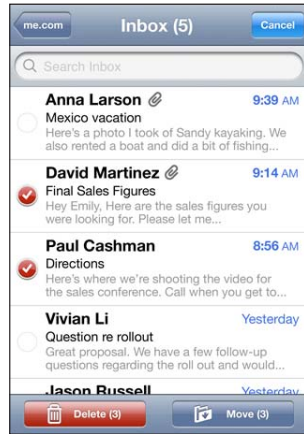 me.com
Inbox (5)
Cancel
Search Inbox
Anna Larson
9:39 AM
Mexico vacation
Here's a photo I took of Sandy kayaking. We
also rented a boat and did a bit of fishing...
David Martinez
9:14 AM
Final Sales Figures
Hey Emily, Here are the sales figures you
were looking for. Please let me...
Paul Cashman
8:56 AM
Directions
Here's where we're shooting the video for
the sales conference. Call when you get to...
Vivian Li
Yesterday
Question re rollout
Great proposal. We have a few follow-up
questions regarding the roll out and would...
Jason Russell
Yesterday
Delete (3)
Move (3)